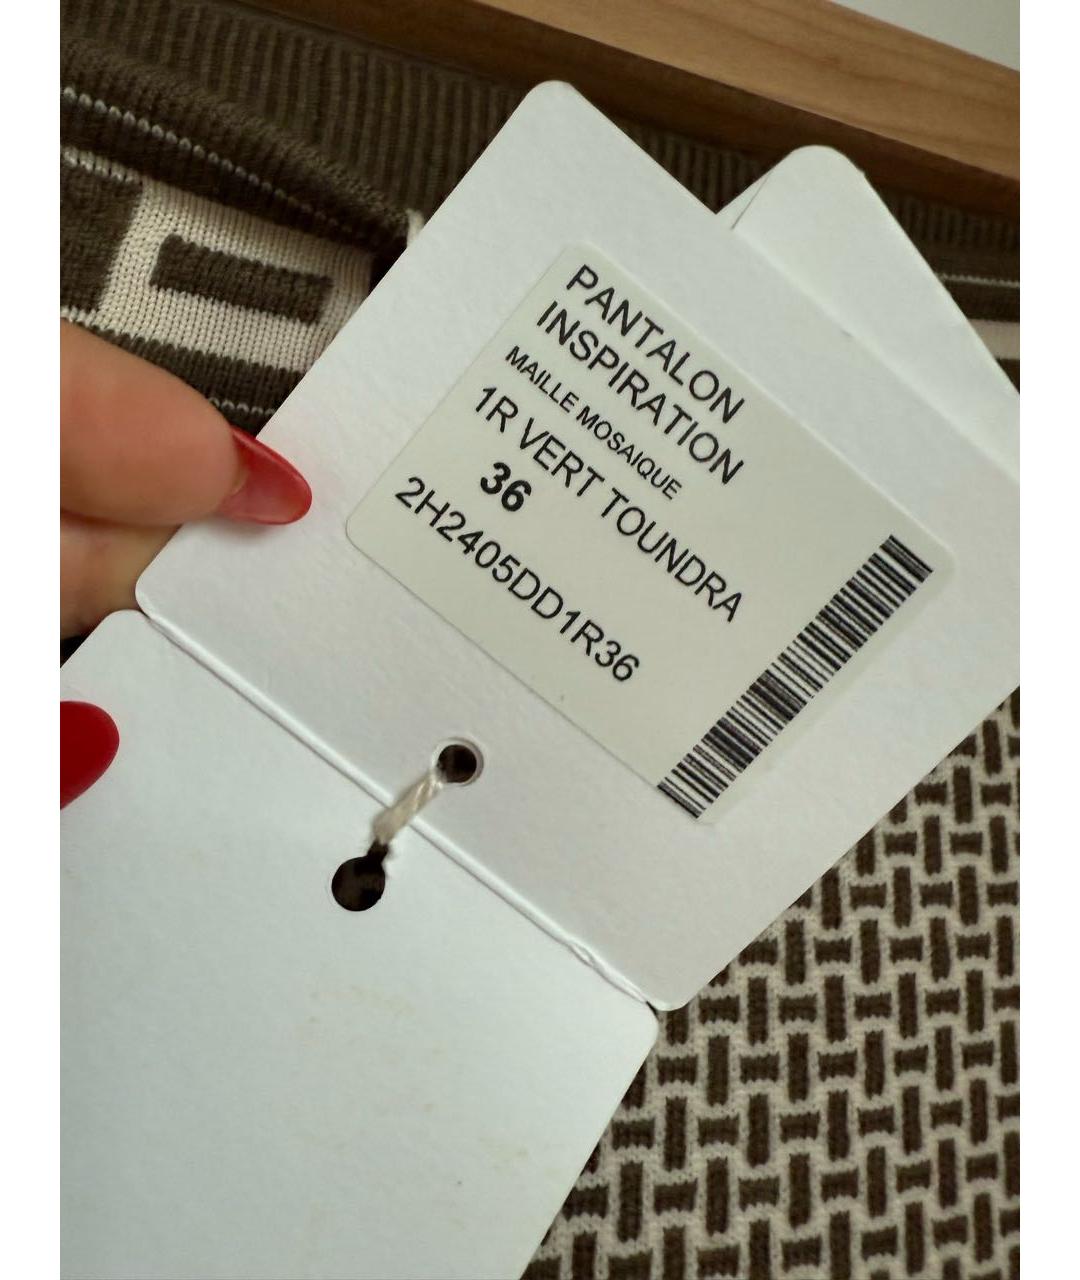 PANTALON
INSPIRATION
MAILLE MOSAIQUE
1R VERT TOUNDRA
36
2H2405DD1R36